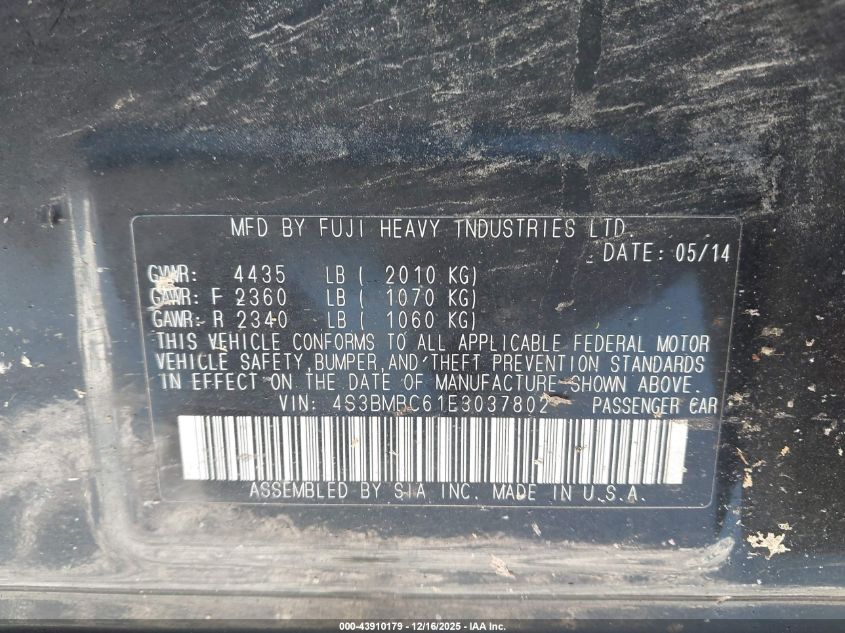 MFD BY FUJI HEAVY INDUSTRIES LTD.
DATE: 05/14
GVWR: 4435 LB ( 2010 KG)
GAWR: F 2360 LB ( 1070 KG)
GAWR: R 2340 LB ( 1060 KG)
THIS VEHICLE CONFORMS TO ALL APPLICABLE FEDERAL MOTOR
VEHICLE SAFETY, BUMPER, AND THEFT PREVENTION STANDARDS
IN EFFECT ON THE DATE OF MANUFACTURE SHOWN ABOVE.
VIN: 4S3BMBC61E3037802 PASSENGER CAR
ASSEMBLED BY SIA INC. MADE IN U.S.A.
000-43910179 - 12/16/2025 - IAA Inc.